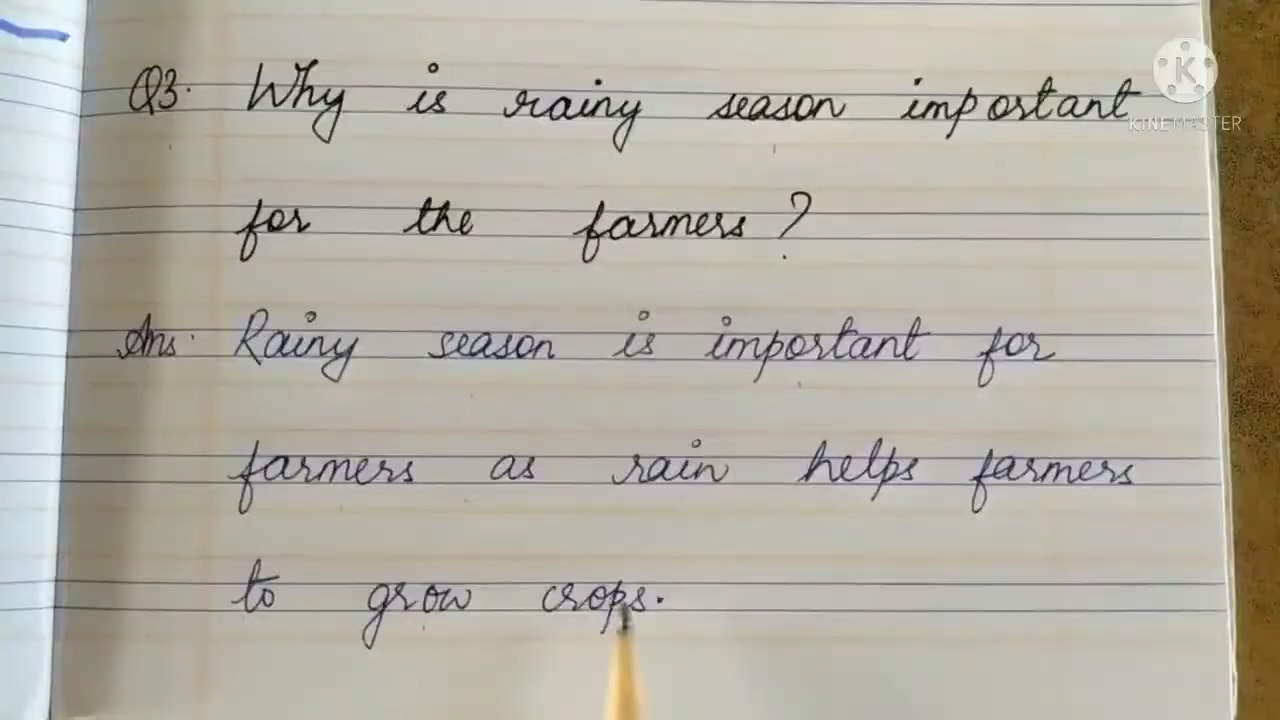 Q3. Why is rainy season important
for the farmers?
Ans. Rainy season is important for
farmers as rain helps farmers
to grow crops.
K
KINEMASTER